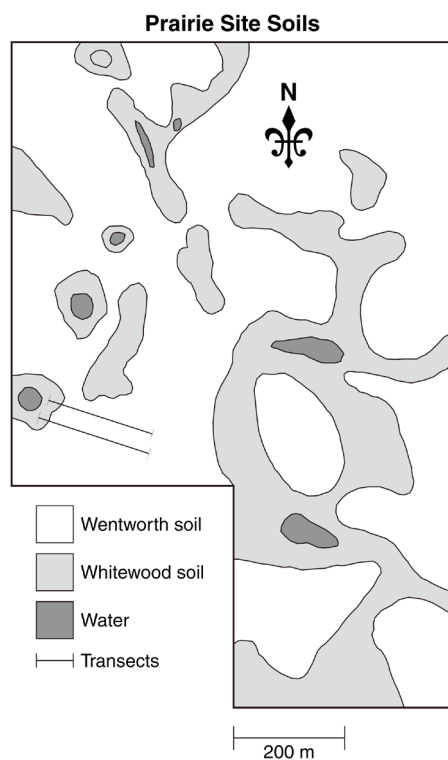 Prairie Site Soils
N
Wentworth soil
Whitewood soil
Water
Transects
200 m